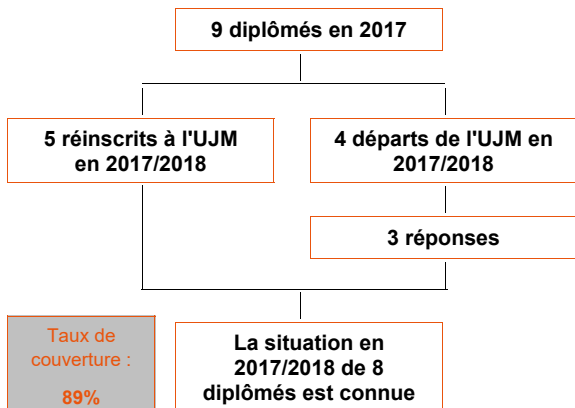 9 diplômés en 2017
5 réinscrits à l'UJM
en 2017/2018
4 départs de l'UJM en
2017/2018
3 réponses
Taux de
couverture :
89%
La situation en
2017/2018 de 8
diplômés est connue